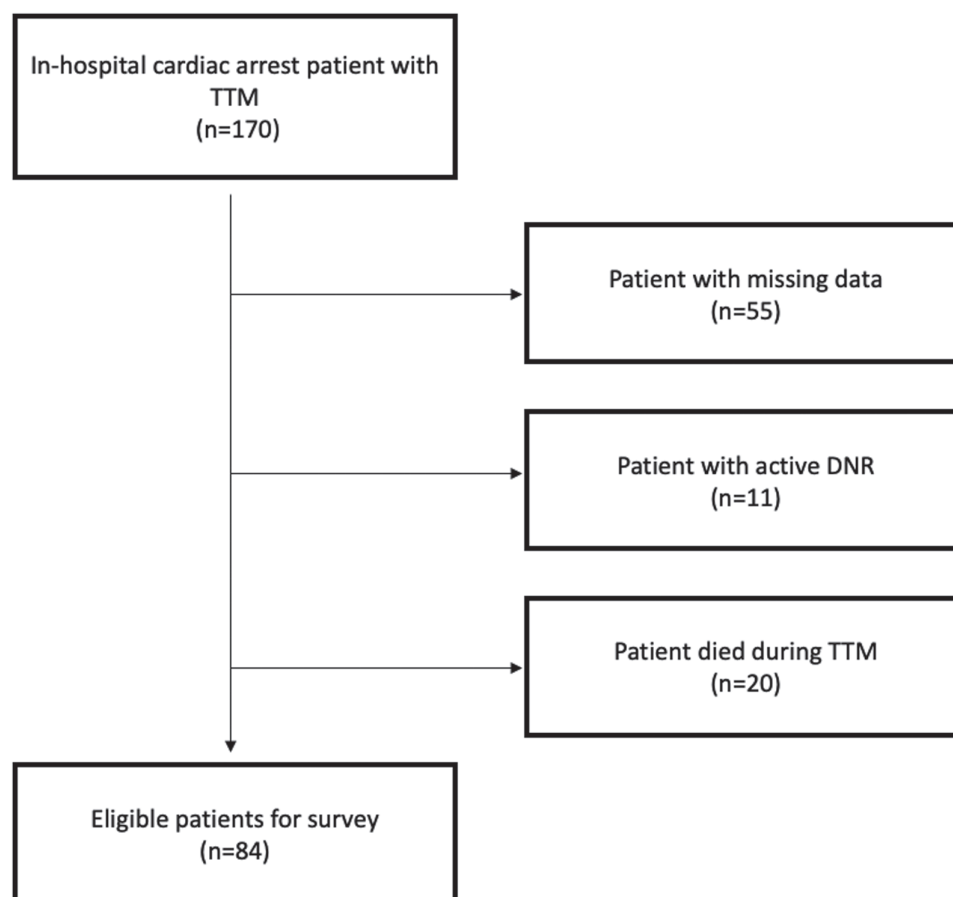 In-hospital cardiac arrest patient with
TTM
(n=170)
Patient with missing data
(n=55)
Patient with active DNR
(n=11)
Patient died during TTM
(n=20)
Eligible patients for survey
(n=84)